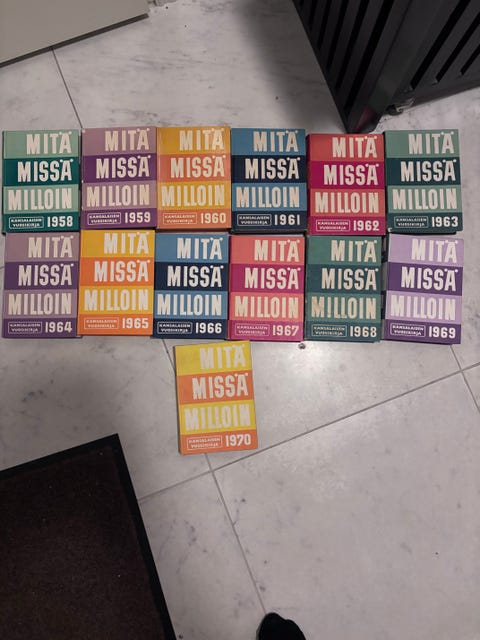 MITÄ
MISSÄ
MILLOIN
KANSALAISEN
VUOSIKIRJA 1958
MITÄ
MISSÄ
MILLOIN
KANSALAISEN
VUOSIKIRJA 1959
MITÄ
MISSÄ
MILLOIN
KANSALAISEN
VUOSIKIRJA 1960
MITÄ
MISSÄ
MILLOIN
KANSALAISEN
VUOSIKIRJA 1961
MITÄ
MISSÄ
MILLOIN
KANSALAISEN
VUOSIKIRJA 1962
MITÄ
MISSÄ
MILLOIN
KANSALAISEN
VUOSIKIRJA 1963
MITÄ
MISSÄ
MILLOIN
KANSALAISEN
VUOSIKIRJA 1964
MITÄ
MISSÄ
MILLOIN
KANSALAISEN
VUOSIKIRJA 1965
MITÄ
MISSÄ
MILLOIN
KANSALAISEN
VUOSIKIRJA 1966
MITÄ
MISSÄ
MILLOIN
KANSALAISEN
VUOSIKIRJA 1967
MITÄ
MISSÄ
MILLOIN
KANSALAISEN
VUOSIKIRJA 1968
MITÄ
MISSÄ
MILLOIN
KANSALAISEN
VUOSIKIRJA 1969
MITÄ
MISSÄ
MILLOIN
KANSALAISEN
VUOSIKIRJA 1970